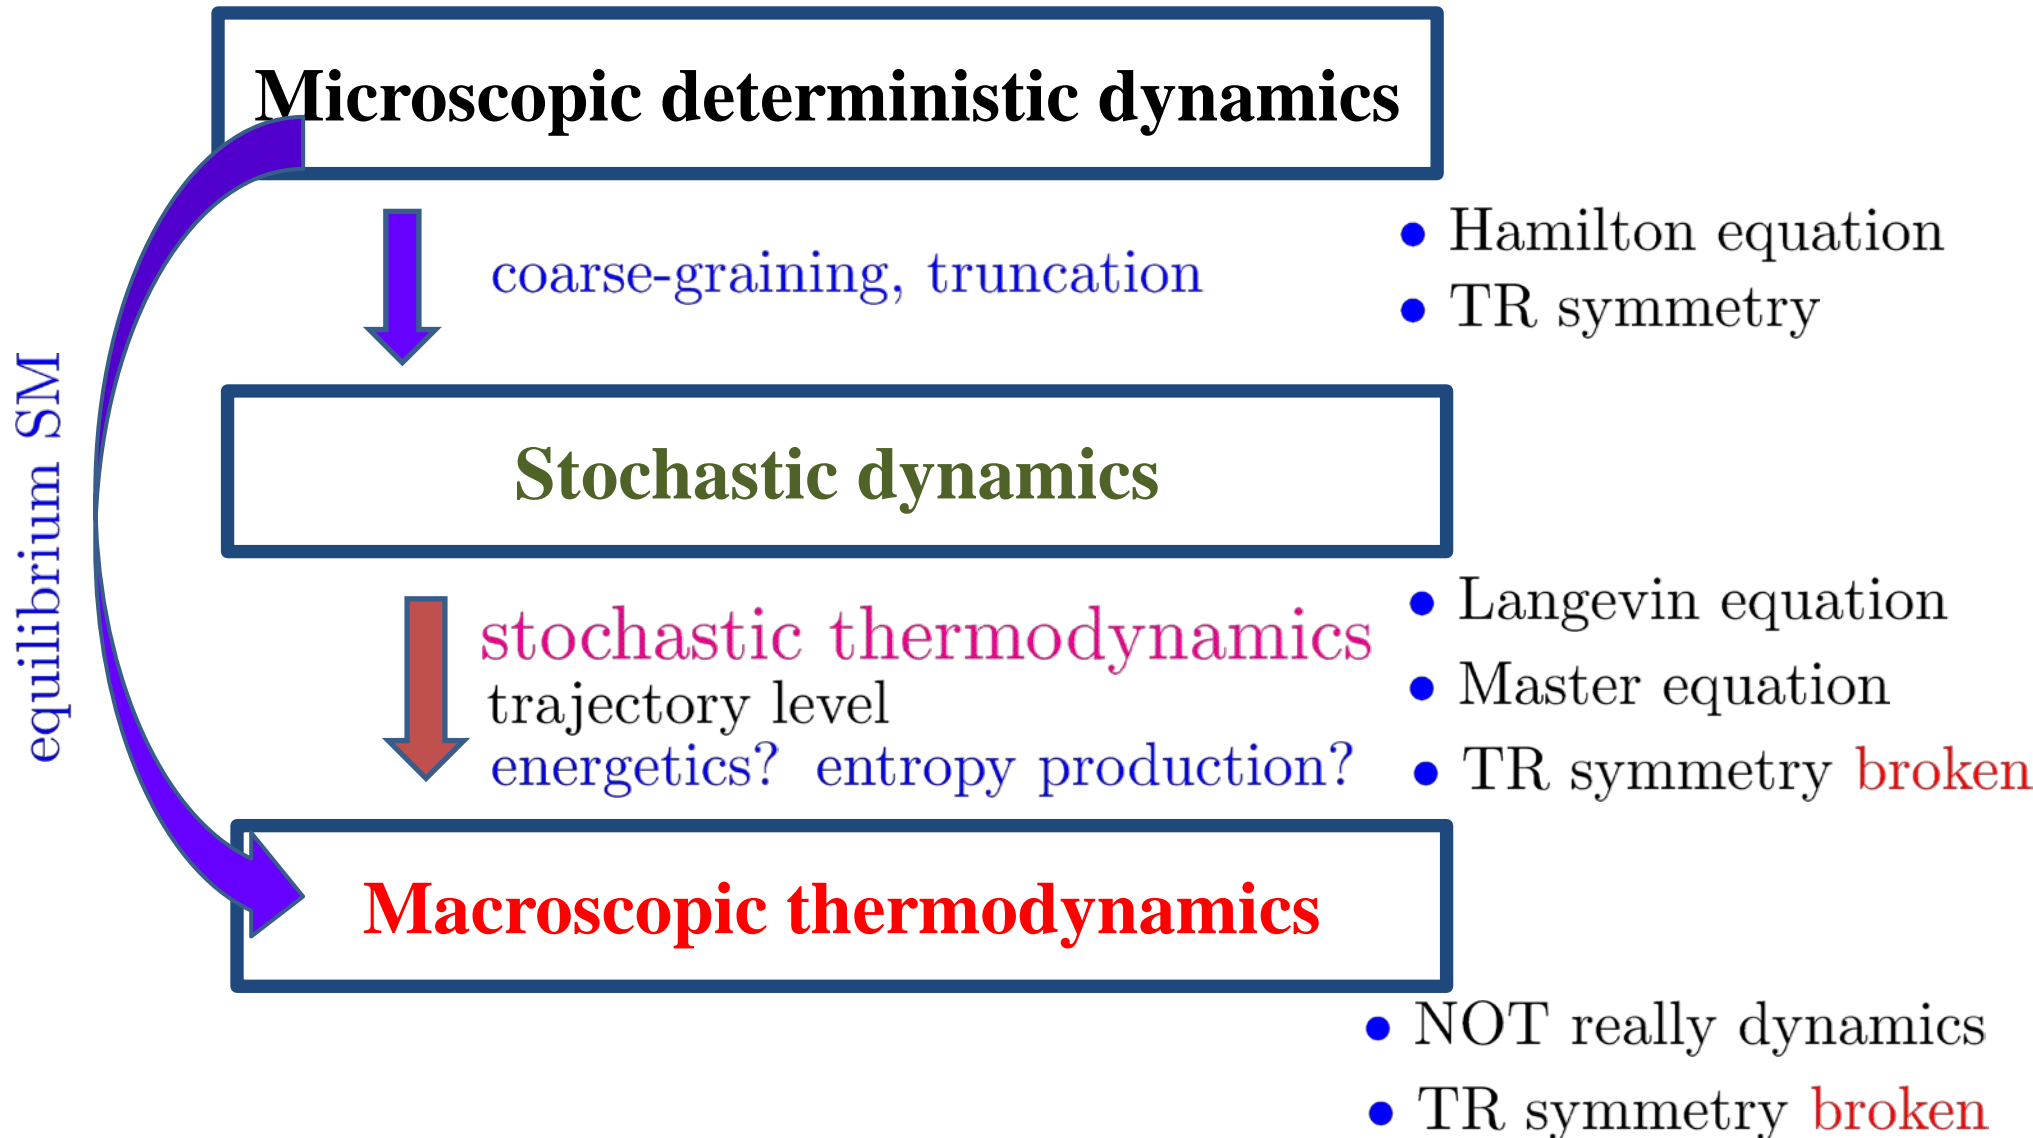 Microscopic deterministic dynamics
• Hamilton equation
coarse-graining, truncation
• TR symmetry
equilibrium SM
Stochastic dynamics
stochastic thermodynamics
trajectory level
energetics? entropy production?
• Langevin equation
• Master equation
• TR symmetry broken
Macroscopic thermodynamics
• NOT really dynamics
• TR symmetry broken